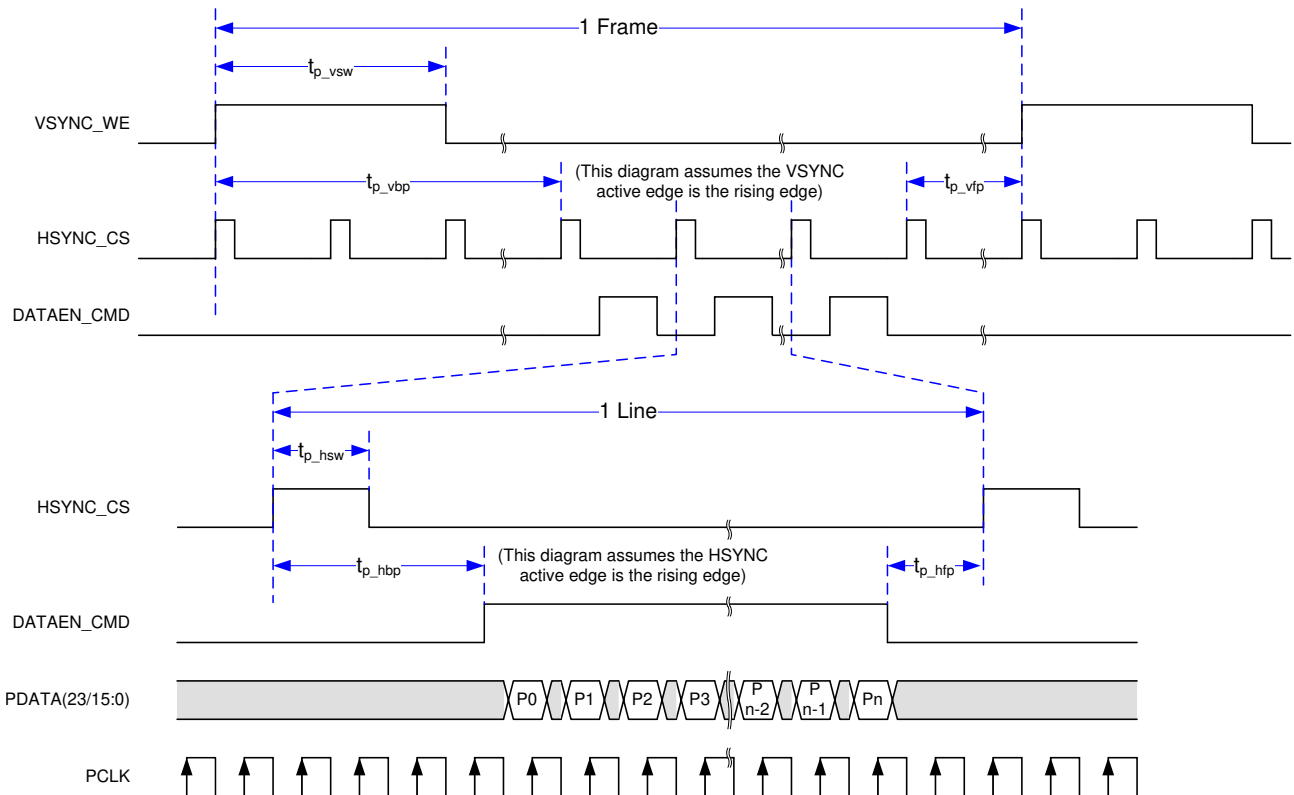 1 Frame
tp_vsw
VSYNC_WE
(This diagram assumes the VSYNC
active edge is the rising edge)
tp_vbp
tp_vfp
HSYNC_CS
DATAEN_CMD
1 Line
tp_hsw
HSYNC_CS
(This diagram assumes the HSYNC
active edge is the rising edge)
tp_hbp
tp_hfp
DATAEN_CMD
PDATA(23/15:0)
P0
P1
P2
P3
P
n-2
P
n-1
Pn
PCLK